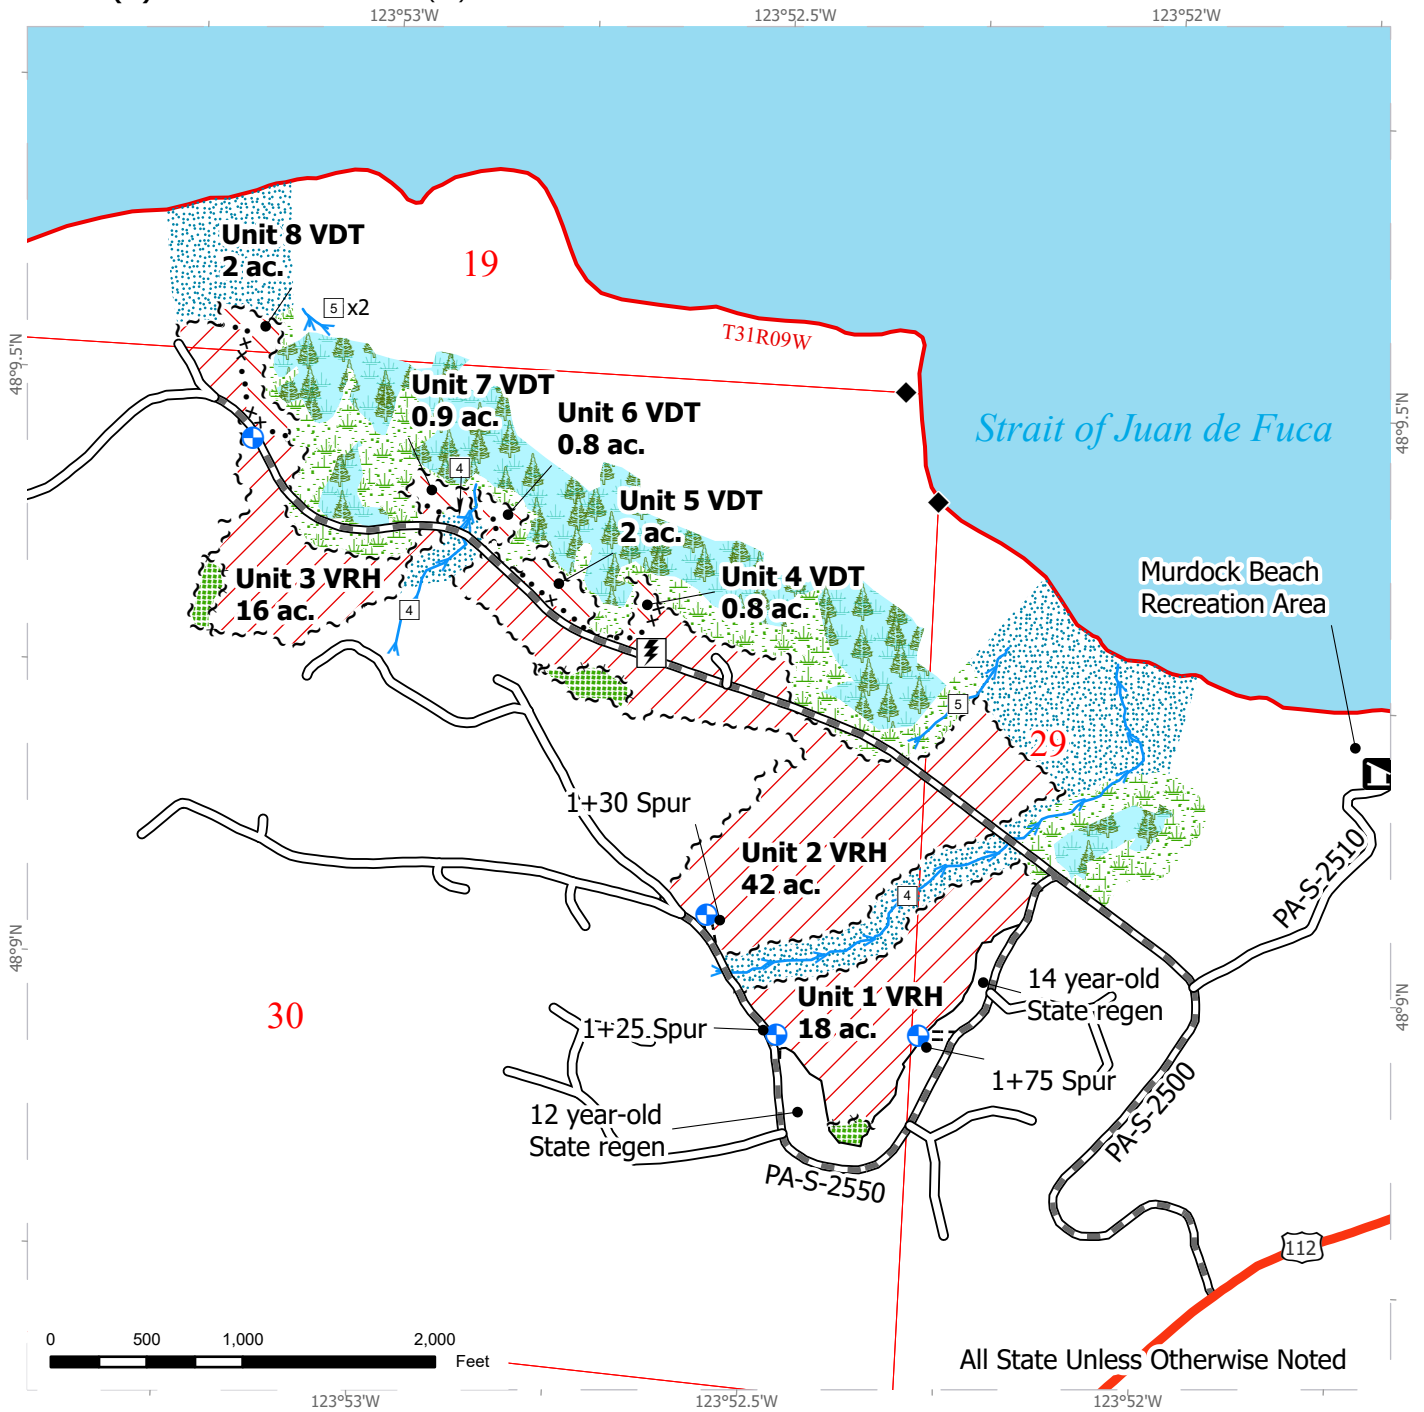 123°53'W
123°52.5'W
123°52'W
Unit 8 VDT
2 ac.
19
5 x2
T31R09W
48°9.5'N
48°9.5'N
Unit 7 VDT
0.9 ac.
Unit 6 VDT
0.8 ac.
Strait of Juan de Fuca
4
Unit 5 VDT
2 ac.
Unit 3 VRH
16 ac.
4
Unit 4 VDT
0.8 ac.
Murdock Beach
Recreation Area
5
29
1+30 Spur
Unit 2 VRH
42 ac.
4
PA-S-2510
48°9'N
48°9'N
30
Unit 1 VRH
18 ac.
14 year-old
State regen
1+25 Spur
1+75 Spur
12 year-old
State regen
PA-S-2500
PA-S-2550
112
0
500
1,000
2,000
Feet
All State Unless Otherwise Noted
123°53'W
123°52.5'W
123°52'W